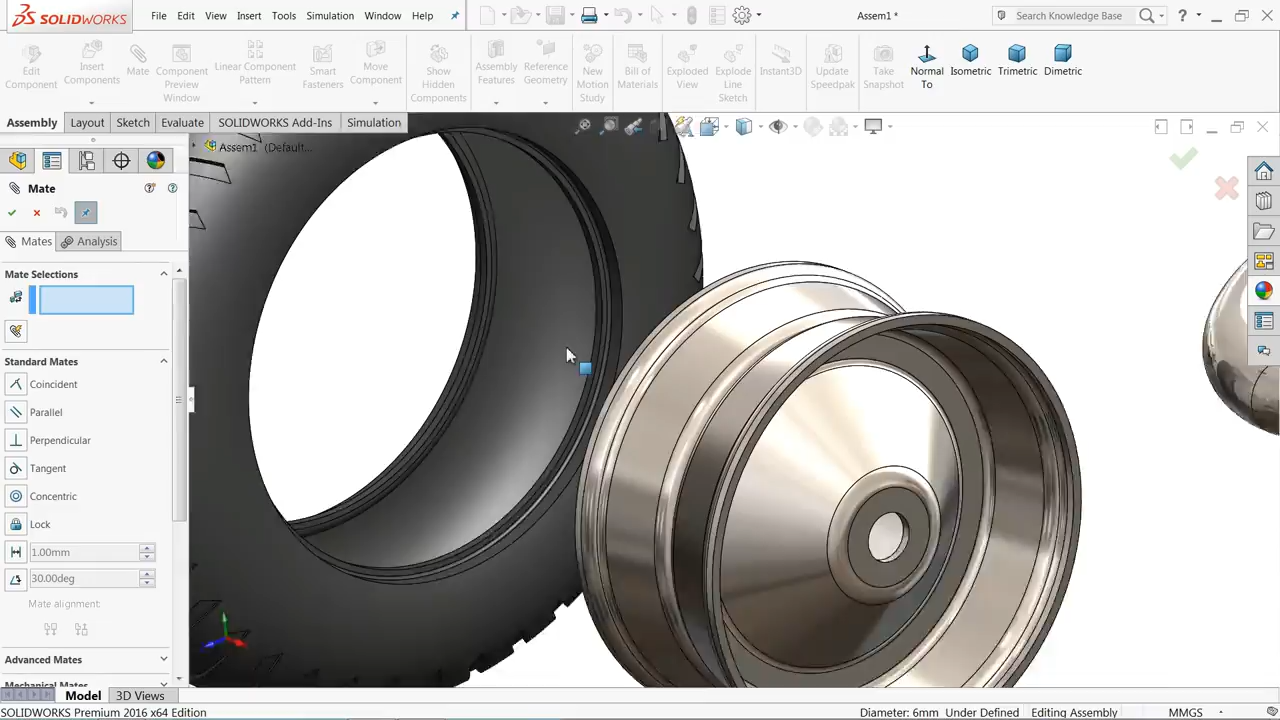 SOLIDWORKS File Edit View Insert Tools Simulation Window Help Assem1 * Search Knowledge Base ?
Edit Component
Insert Components
Mate
Component Preview Window
Linear Component Pattern
Smart Fasteners
Move Component
Show Hidden Components
Assembly Features
Reference Geometry
New Motion Study
Bill of Materials
Exploded View
Explode Line Sketch
Instant3D
Update Speedpak
Take Snapshot
Normal To
Isometric
Trimetric
Dimetric
Assembly Layout Sketch Evaluate SOLIDWORKS Add-Ins Simulation
Assem1 (Default...
Mate
Mates Analysis
Mate Selections
Standard Mates
Coincident
Parallel
Perpendicular
Tangent
Concentric
Lock
1.00mm
30.00deg
Mate alignment:
Advanced Mates
Mechanical Mates
Model 3D Views
SOLIDWORKS Premium 2016 x64 Edition Diameter: 6mm Under Defined Editing Assembly MMGS